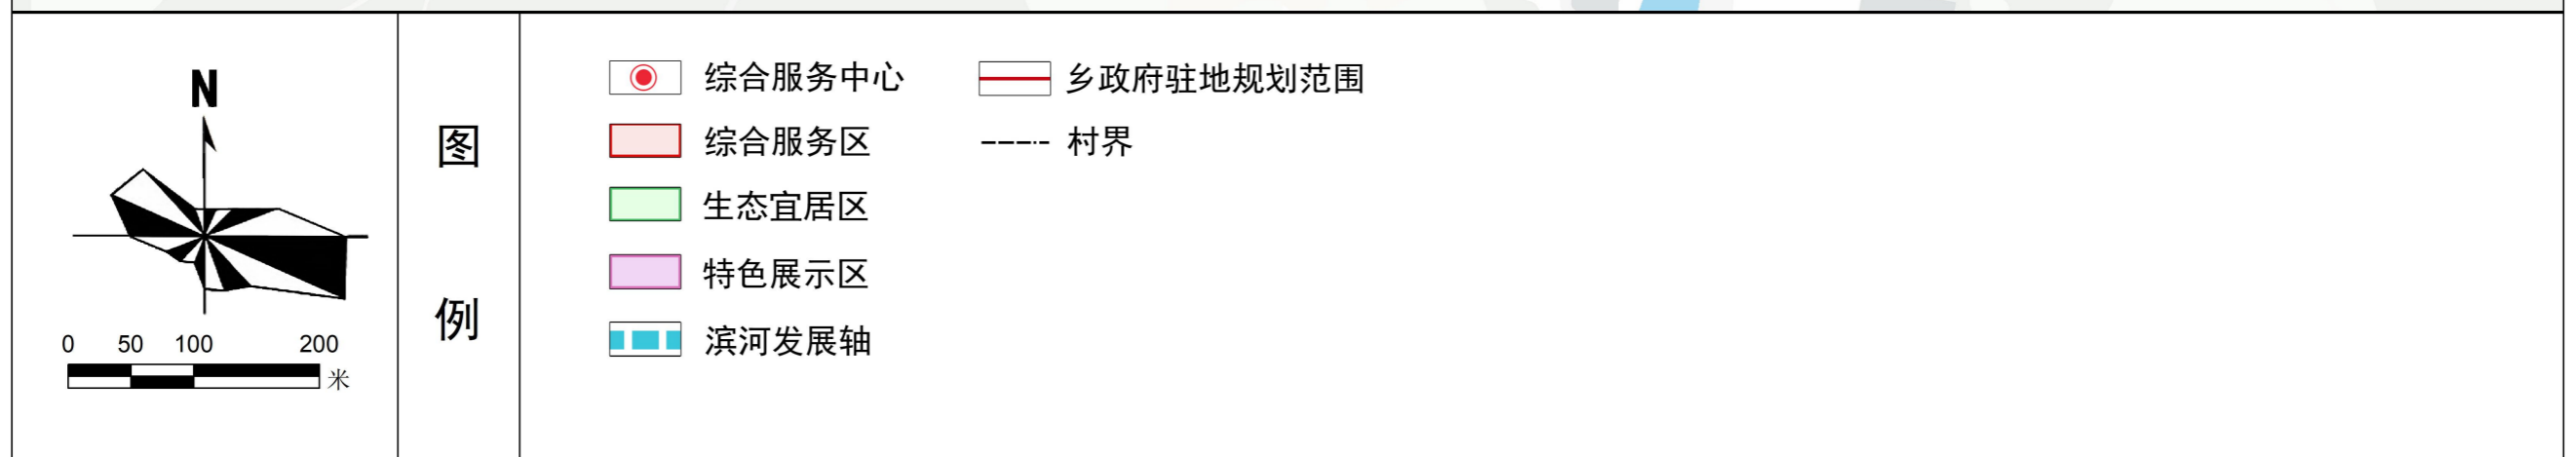 N
0 50 100 200
米
图
例
综合服务中心
综合服务区
生态宜居区
特色展示区
滨河发展轴
乡政府驻地规划范围
村界